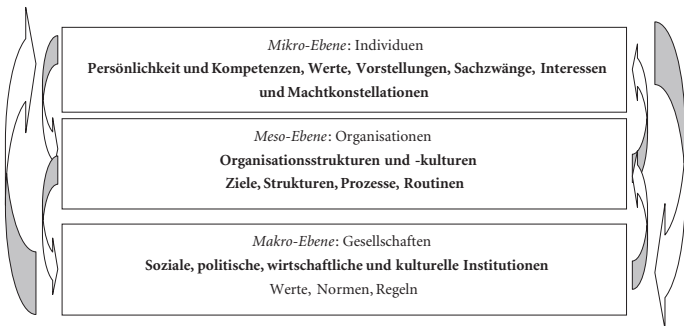 Mikro-Ebene: Individuen
Persönlichkeit und Kompetenzen, Werte, Vorstellungen, Sachzwänge, Interessen
und Machtkonstellationen
Meso-Ebene: Organisationen
Organisationsstrukturen und -kulturen
Ziele, Strukturen, Prozesse, Routinen
Makro-Ebene: Gesellschaften
Soziale, politische, wirtschaftliche und kulturelle Institutionen
Werte, Normen, Regeln